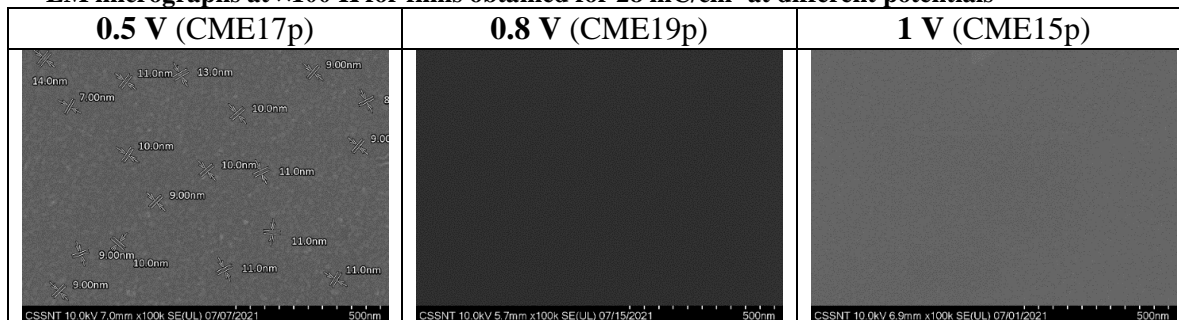 EM micrographs at ×100 K for films obtained for 28 mC/cm² at different potentials
0.5 V (CME17p)
0.8 V (CME19p)
1 V (CME15p)
14.0nm
11.0nm
13.0nm
9.00nm
7.00nm
10.0nm
8
9.00
10.0nm
10.0nm
11.0nm
9.00nm
11.0nm
9.00nm
10.0nm
11.0nm
11.0nm
9.00nm
CSSNT 10.0kV 7.0mm x100k SE(UL) 07/07/2021 500nm
CSSNT 10.0kV 5.7mm x100k SE(UL) 07/15/2021 500nm
CSSNT 10.0kV 6.9mm x100k SE(UL) 07/01/2021 500nm